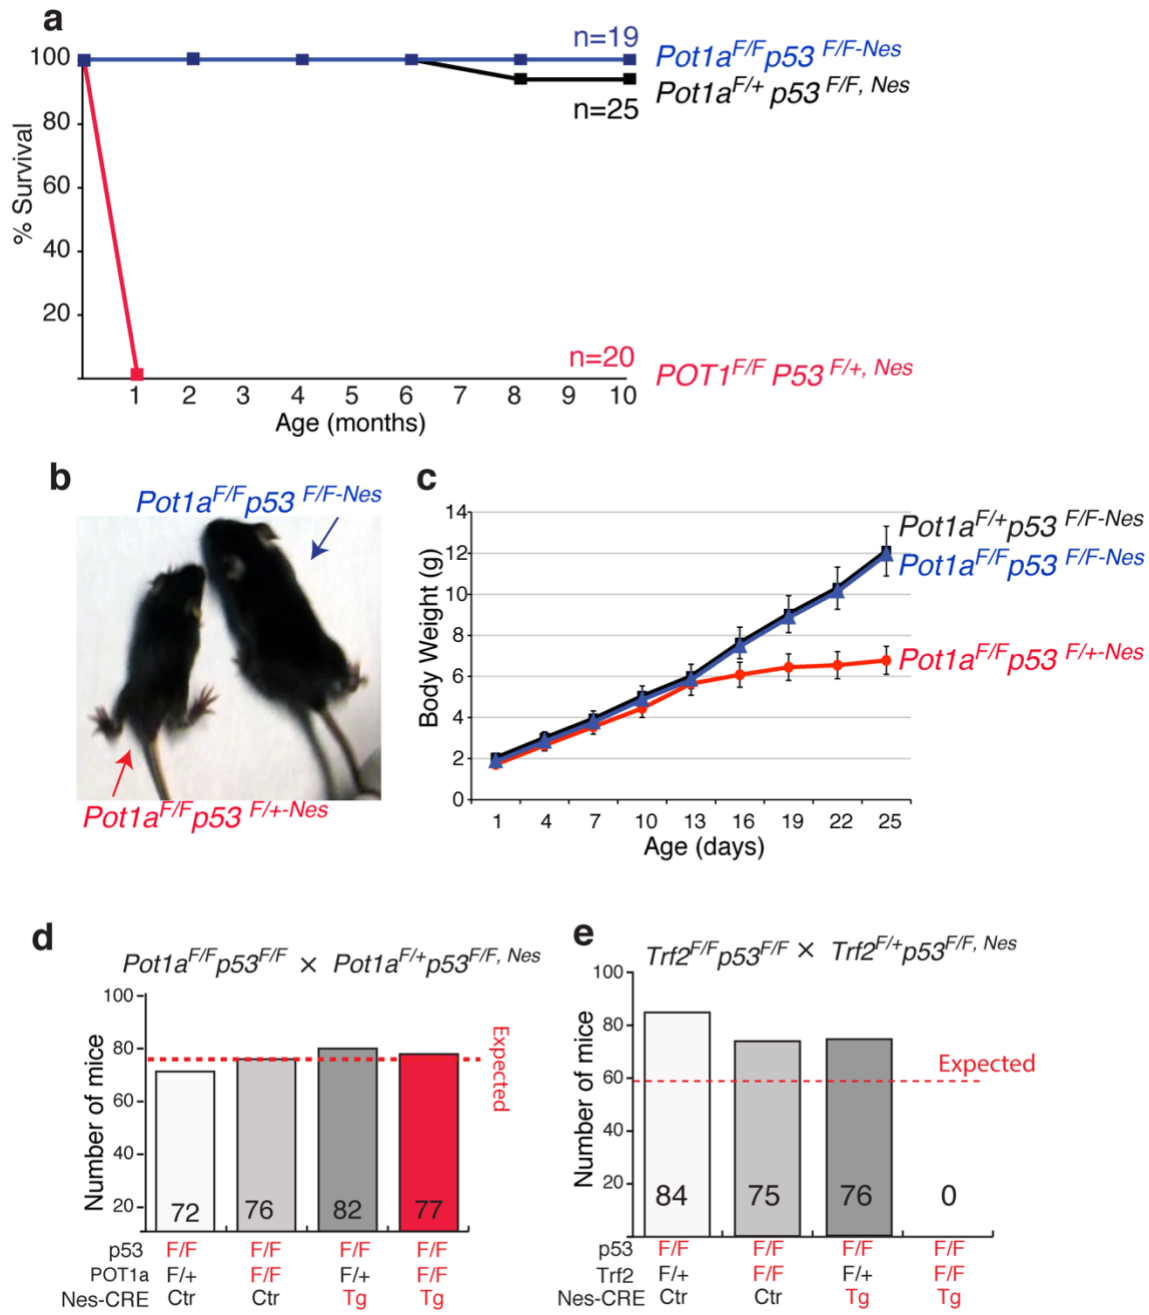 a
n=19
Pot1a^F/F p53 ^F/F-Nes
100
Pot1a^F/+ p53 ^F/F, Nes
n=25
80
60
40
20
% Survival
n=20
POT1^F/F P53 ^F/+, Nes
1 2 3 4 5 6 7 8 9 10
Age (months)
b
Pot1a^F/F p53 ^F/F-Nes
Pot1a^F/F p53 ^F/+-Nes
c
14
12
10
8
6
4
2
0
Body Weight (g)
Pot1a^F/+ p53 ^F/F-Nes
Pot1a^F/F p53 ^F/F-Nes
Pot1a^F/F p53 ^F/+-Nes
1 4 7 10 13 16 19 22 25
Age (days)
d
Pot1a^F/F p53^F/F × Pot1a^F/+ p53^F/F, Nes
100
80
60
40
20
Number of mice
Expected
72 76 82 77
p53 F/F F/F F/F F/F
POT1a F/+ F/F F/+ F/F
Nes-CRE Ctr Ctr Tg Tg
e
Trf2^F/F p53^F/F × Trf2^F/+ p53^F/F, Nes
100
80
60
40
20
Number of mice
Expected
84 75 76 0
p53 F/F F/F F/F F/F
Trf2 F/+ F/F F/+ F/F
Nes-CRE Ctr Ctr Tg Tg